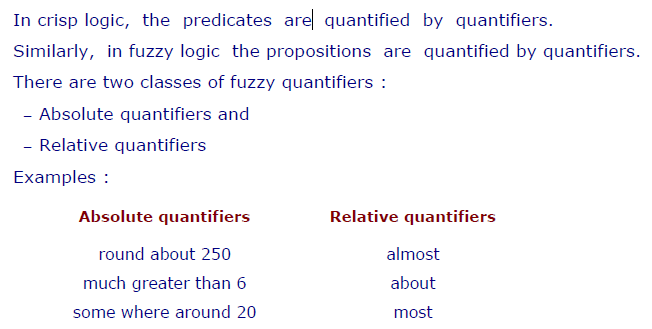 In crisp logic, the predicates are quantified by quantifiers.
Similarly, in fuzzy logic the propositions are quantified by quantifiers.
There are two classes of fuzzy quantifiers :
– Absolute quantifiers and
– Relative quantifiers
Examples :
Absolute quantifiers Relative quantifiers
round about 250 almost
much greater than 6 about
some where around 20 most